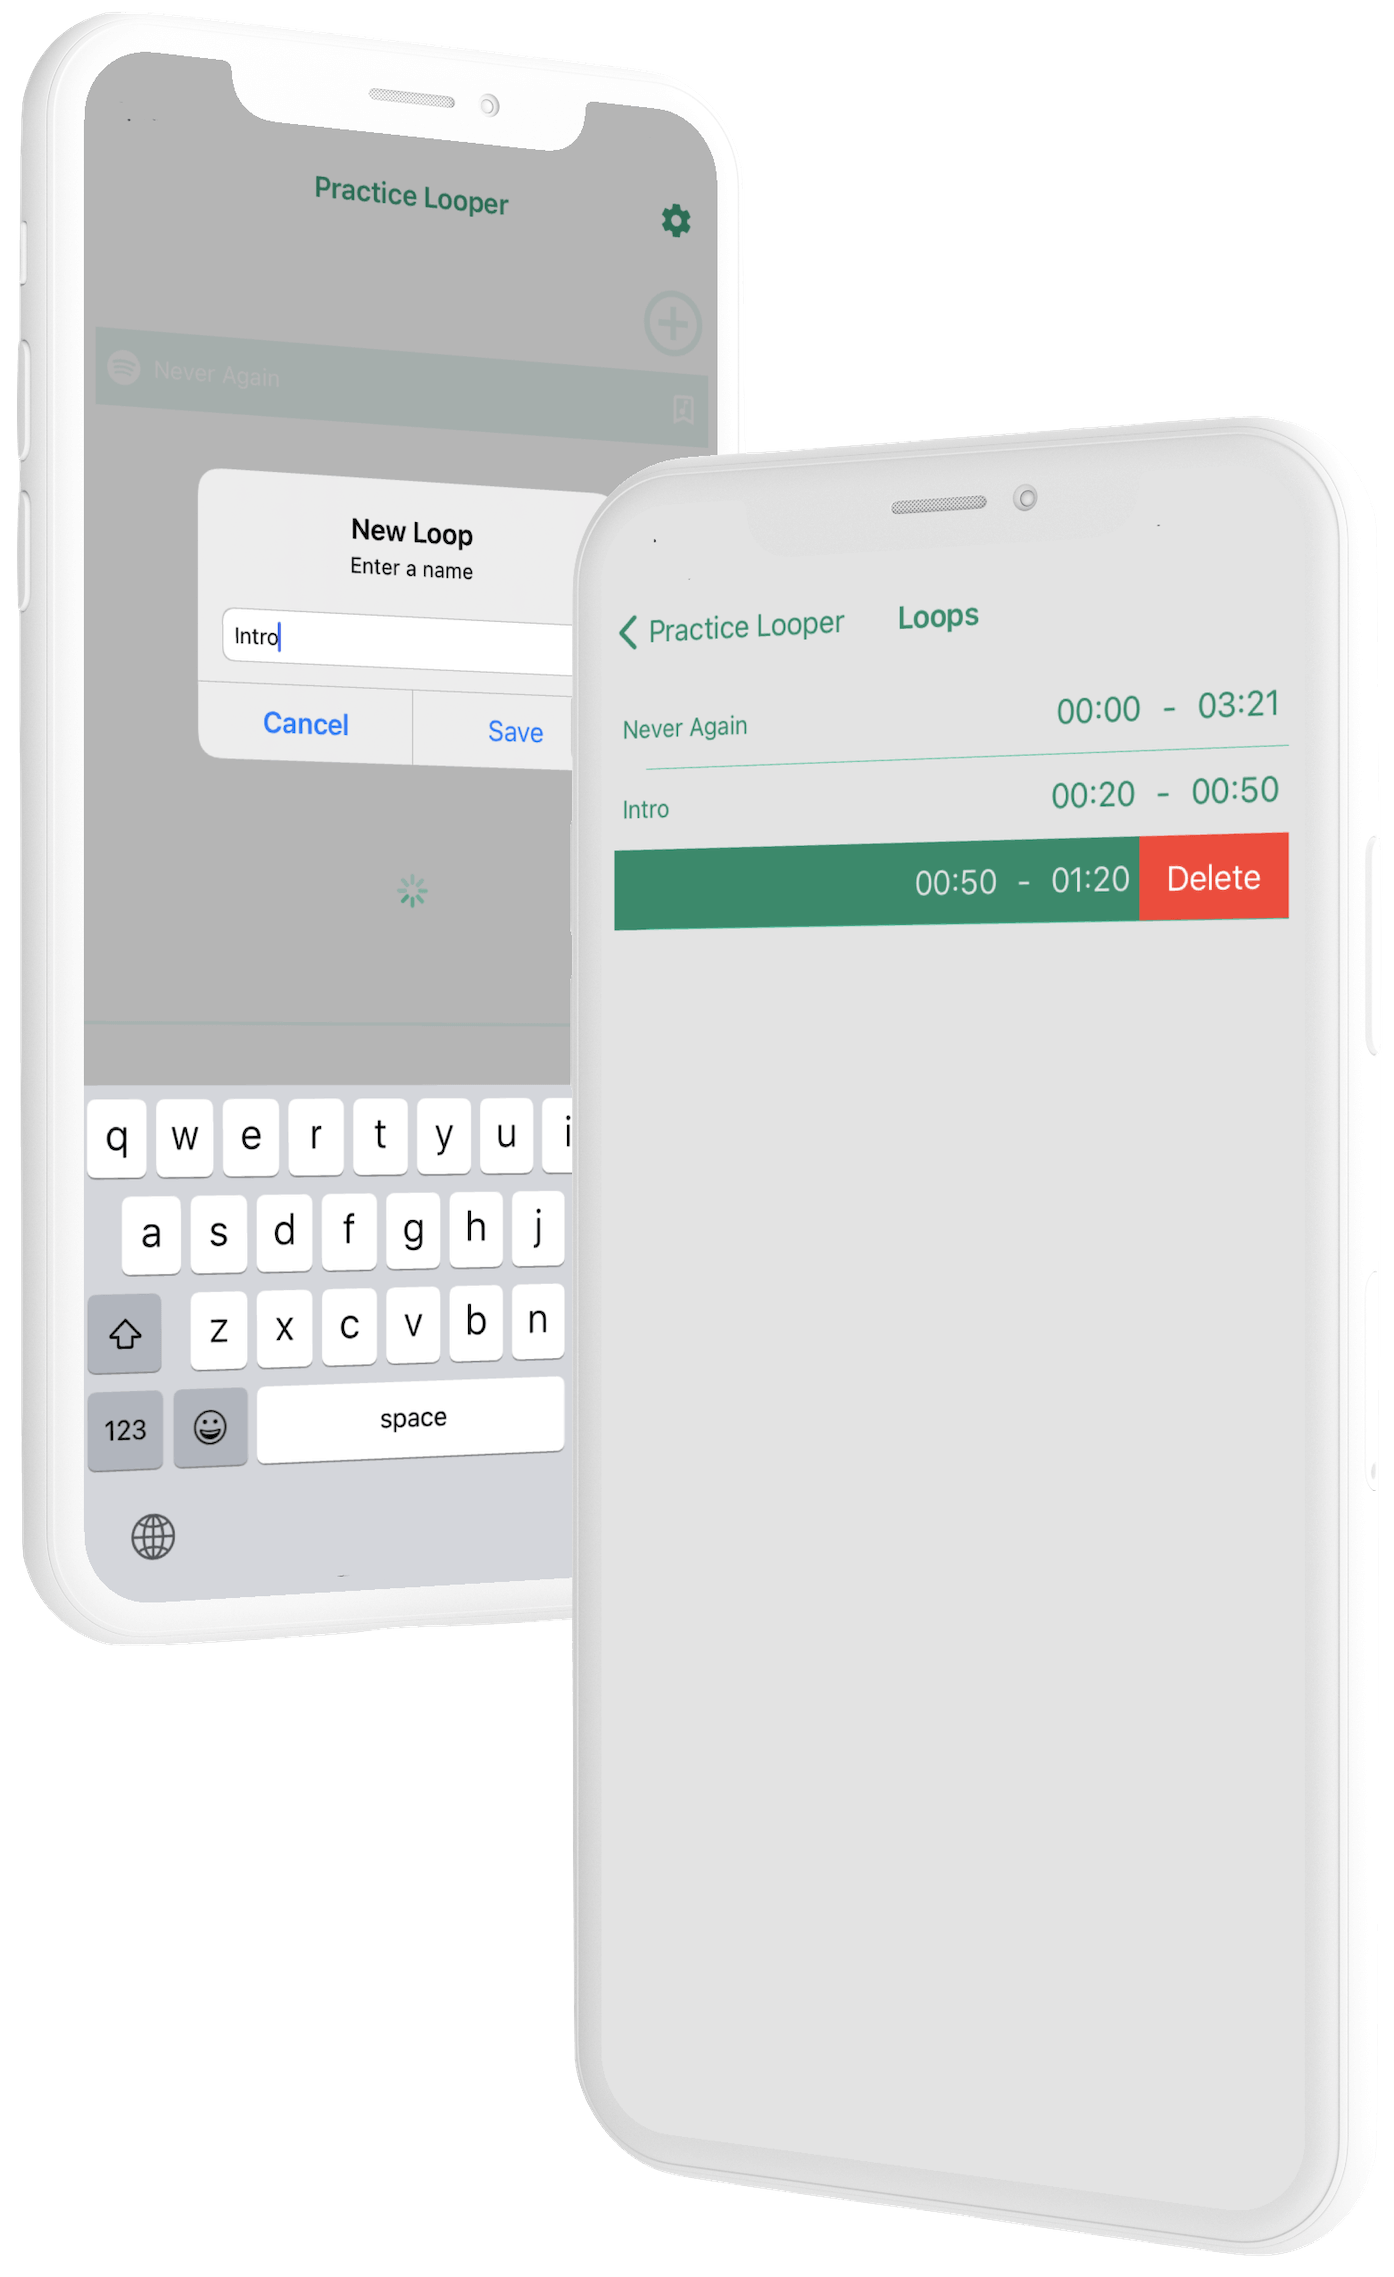 Practice Looper
Never Again
New Loop
Enter a name
Intro
Cancel Save
q w e r t y u i
a s d f g h j
z x c v b n
123 space
Practice Looper Loops
Never Again 00:00 - 03:21
Intro 00:20 - 00:50
00:50 - 01:20 Delete